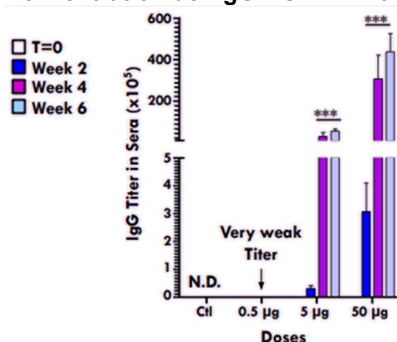 T=0
Week 2
Week 4
Week 6
IgG Titer in Sera (x10⁵)
600
400
200
5
4
3
2
1
0
***
***
Very weak
Titer
N.D.
Ctl
0.5 µg
5 µg
50 µg
Doses